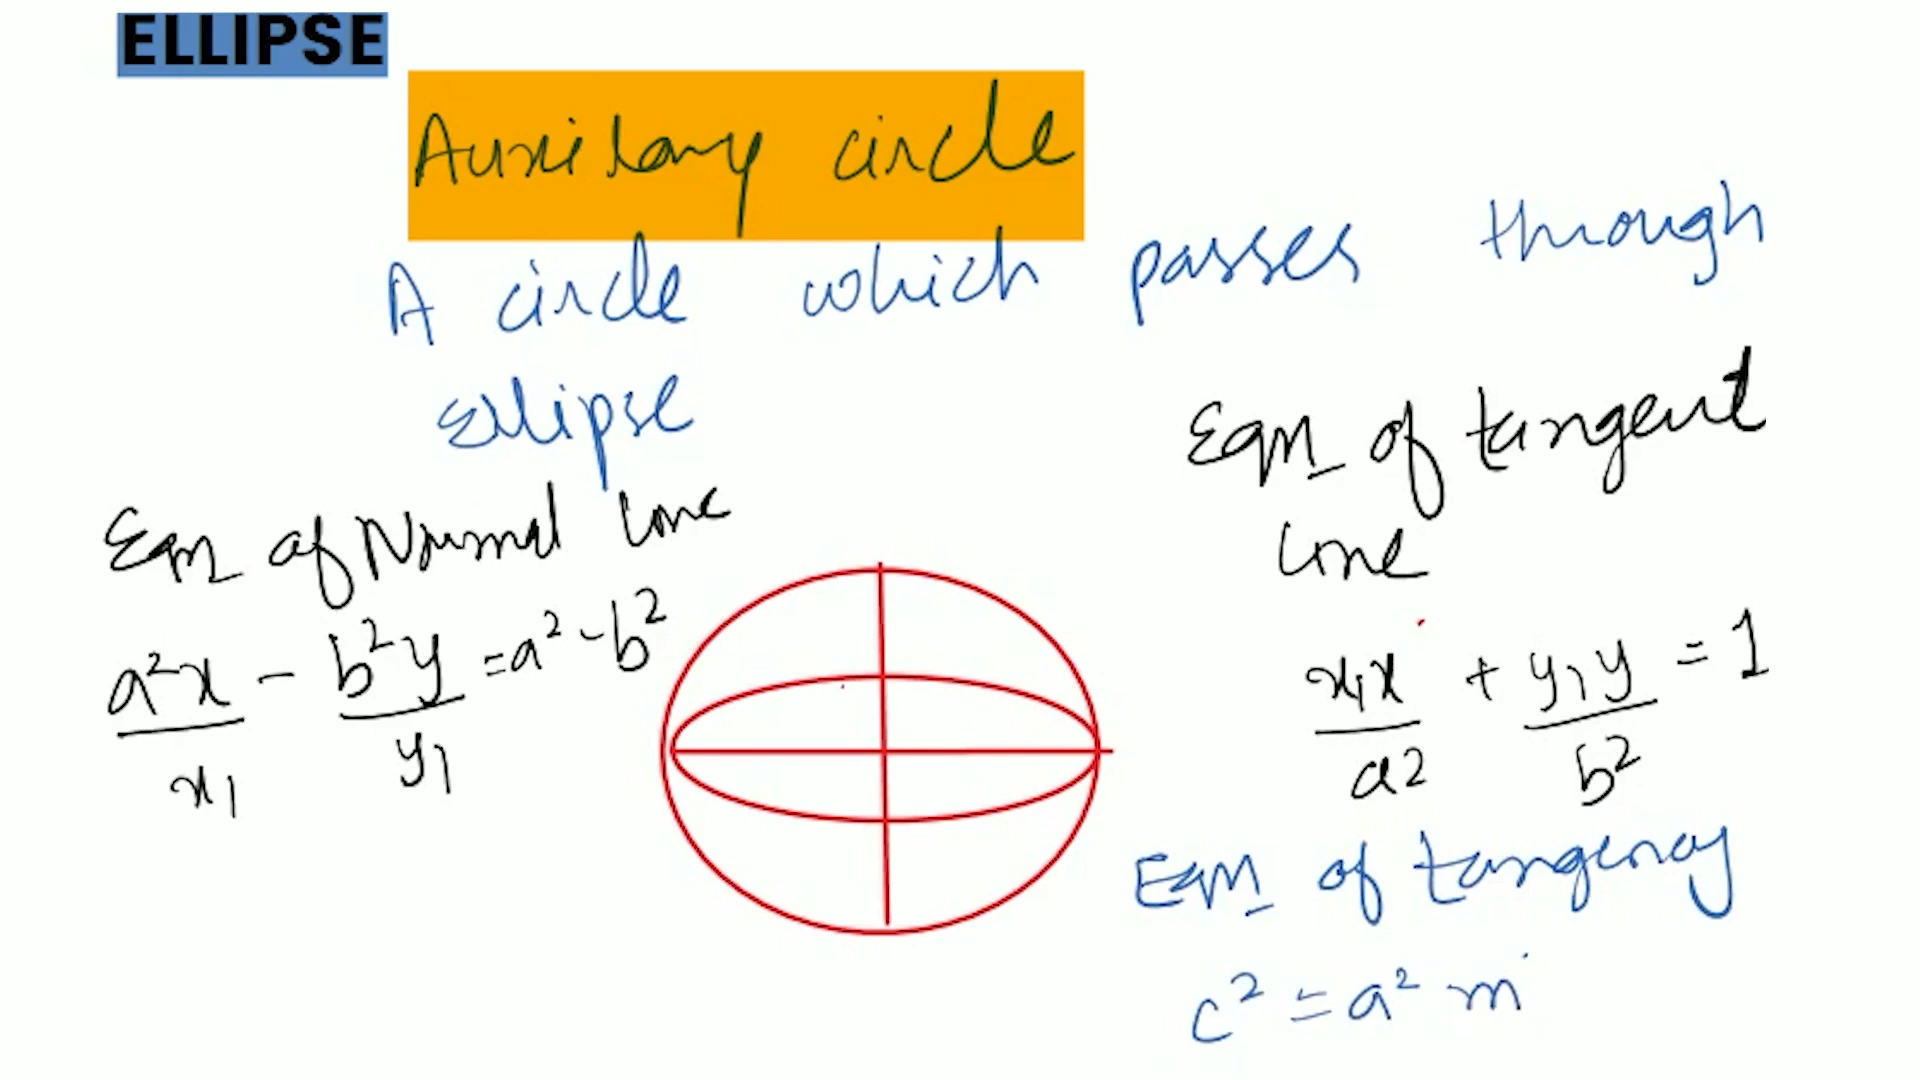 ELLIPSE
Auxilary circle
A circle which passes through
Ellipse
Eqn of Normal line
a²x/x₁ - b²y/y₁ = a² - b²
Eqn of tangent
line
x₁x/a² + y₁y/b² = 1
Eqn of tangency
c² = a² m